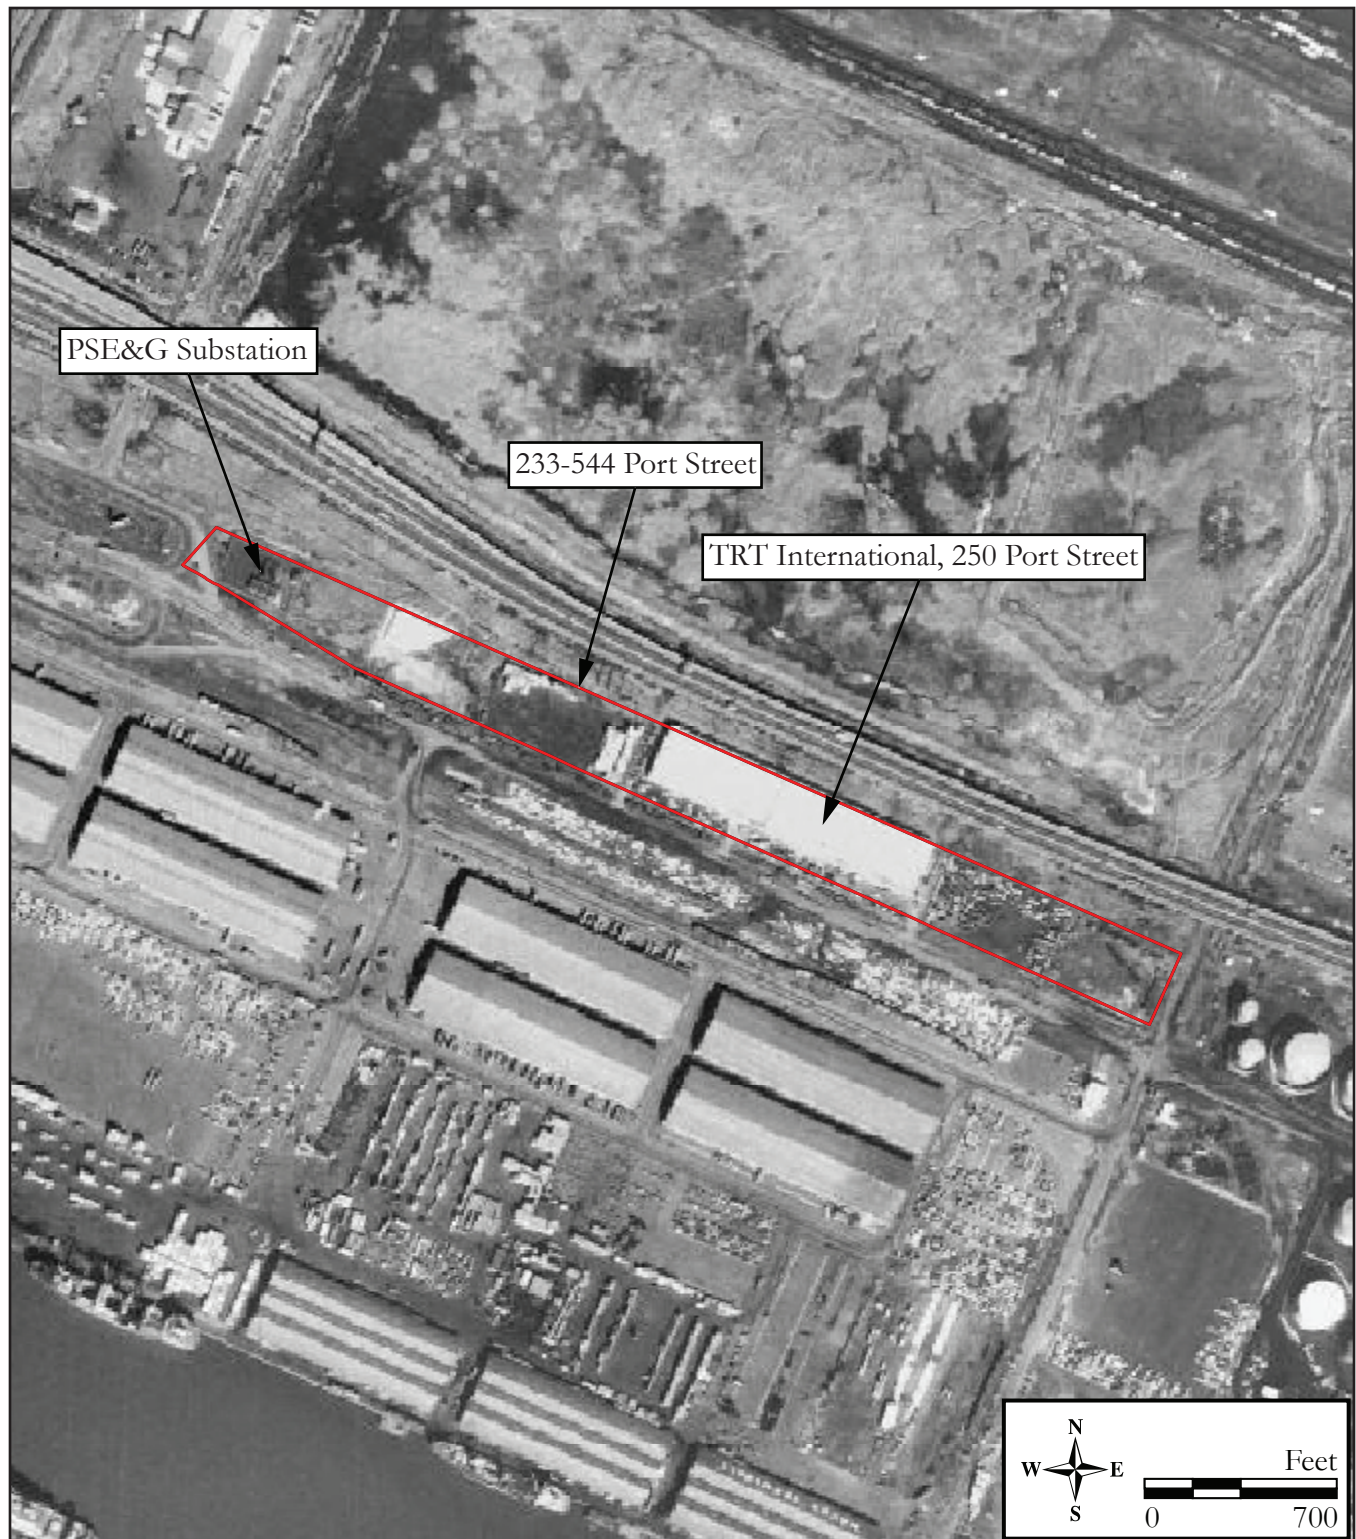 PSE&G Substation
233-544 Port Street
TRT International, 250 Port Street
N
W E
S
Feet
0 700